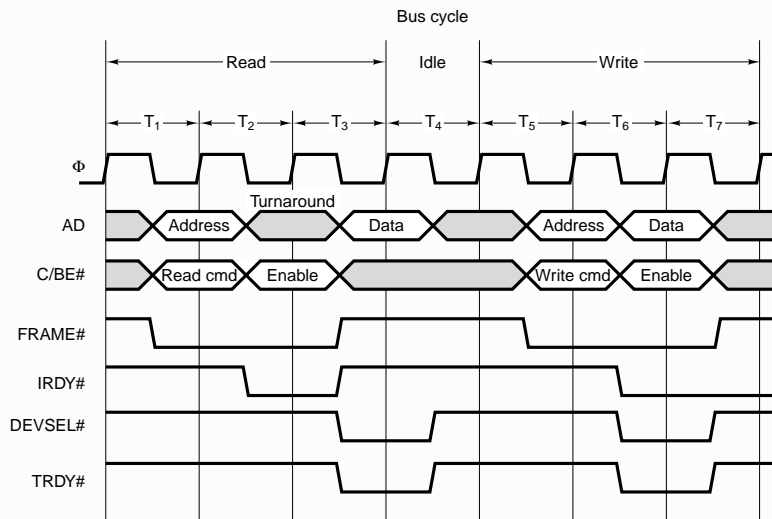 Bus cycle
Read Idle Write
T1 T2 T3 T4 T5 T6 T7
Φ
Turnaround
AD Address Data Address Data
C/BE# Read cmd Enable Write cmd Enable
FRAME#
IRDY#
DEVSEL#
TRDY#